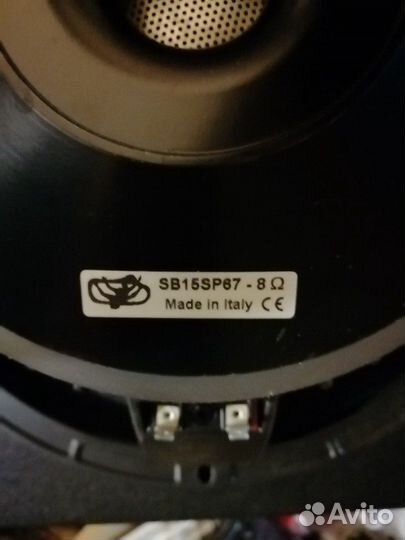 SB15SP67 - 8 Ω
Made in Italy CE
Avito